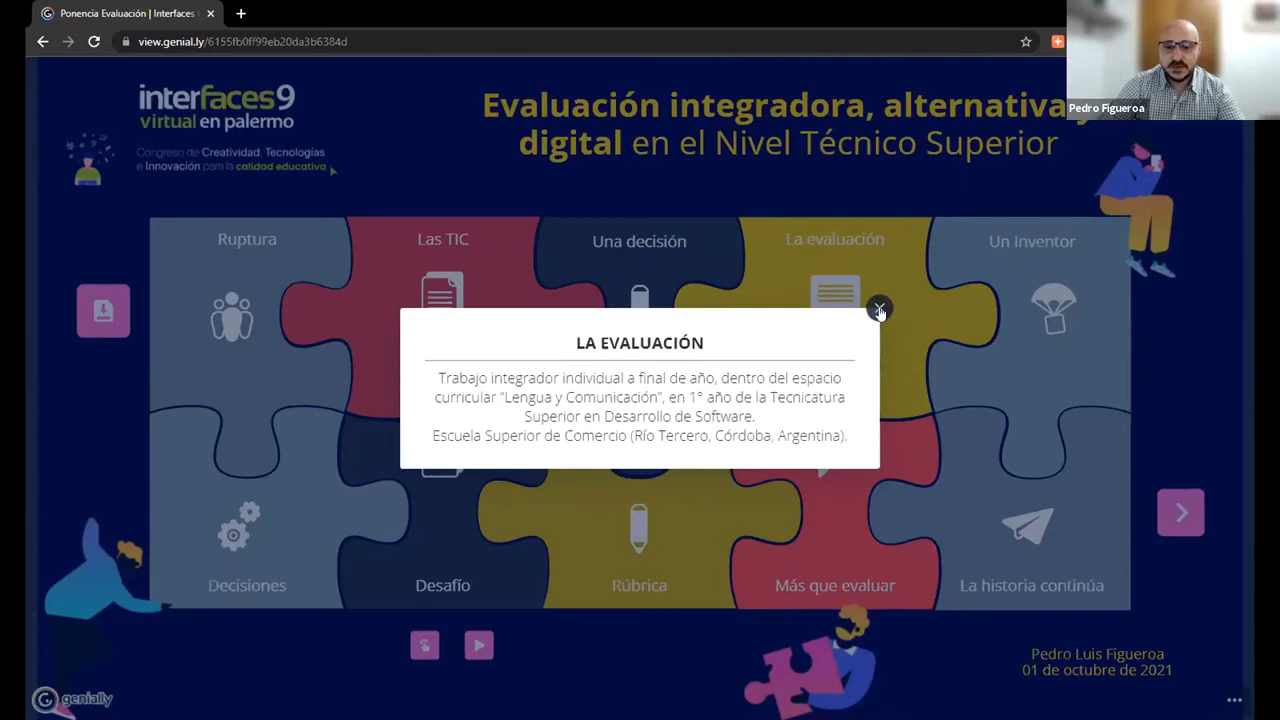 Ponencia Evaluación | Interfaces
view.genial.ly/6155fb0ff99eb20da3b6384d
Pedro Figueroa
interfaces9
virtual en palermo
Congreso de Creatividad, Tecnologías
e Innovación para la calidad educativa
Evaluación integradora, alternativa y
digital en el Nivel Técnico Superior
Ruptura
Las TIC
Una decisión
La evaluación
Un Inventor
LA EVALUACIÓN
Trabajo integrador individual a final de año, dentro del espacio
curricular “Lengua y Comunicación”, en 1° año de la Tecnicatura
Superior en Desarrollo de Software.
Escuela Superior de Comercio (Río Tercero, Córdoba, Argentina).
Decisiones
Desafío
Rúbrica
Más que evaluar
La historia continúa
Pedro Luis Figueroa
01 de octubre de 2021
genially